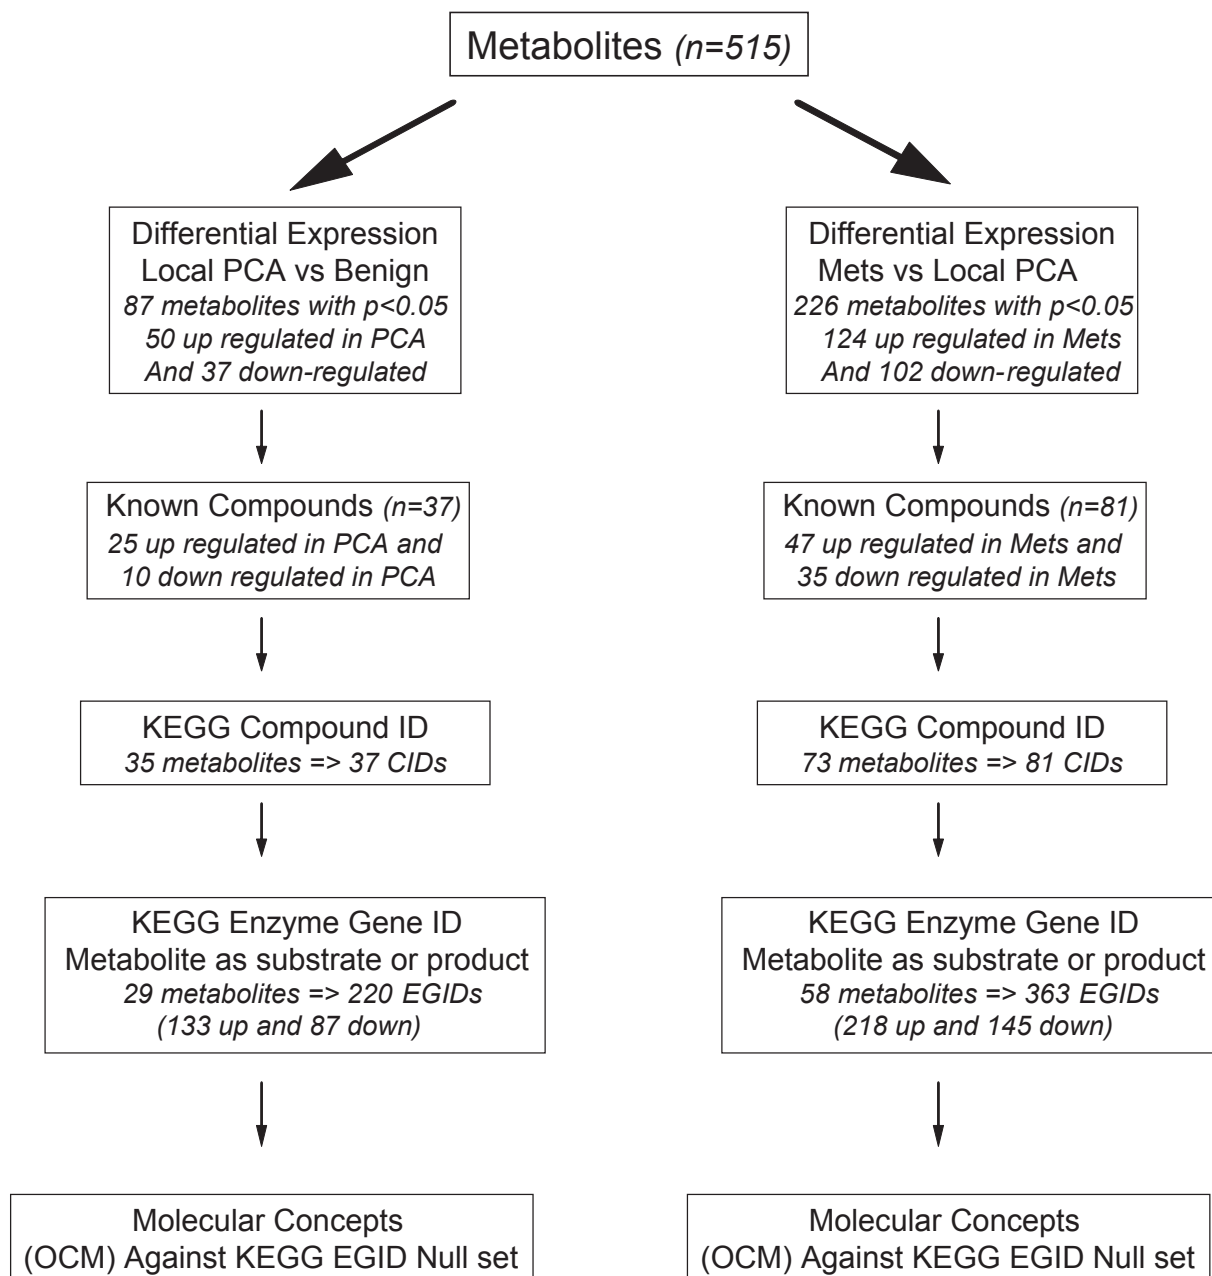 Metabolites (n=515)
Differential Expression
Local PCA vs Benign
87 metabolites with p<0.05
50 up regulated in PCA
And 37 down-regulated
Differential Expression
Mets vs Local PCA
226 metabolites with p<0.05
124 up regulated in Mets
And 102 down-regulated
Known Compounds (n=37)
25 up regulated in PCA and
10 down regulated in PCA
Known Compounds (n=81)
47 up regulated in Mets and
35 down regulated in Mets
KEGG Compound ID
35 metabolites => 37 CIDs
KEGG Compound ID
73 metabolites => 81 CIDs
KEGG Enzyme Gene ID
Metabolite as substrate or product
29 metabolites => 220 EGIDs
(133 up and 87 down)
KEGG Enzyme Gene ID
Metabolite as substrate or product
58 metabolites => 363 EGIDs
(218 up and 145 down)
Molecular Concepts
(OCM) Against KEGG EGID Null set
Molecular Concepts
(OCM) Against KEGG EGID Null set